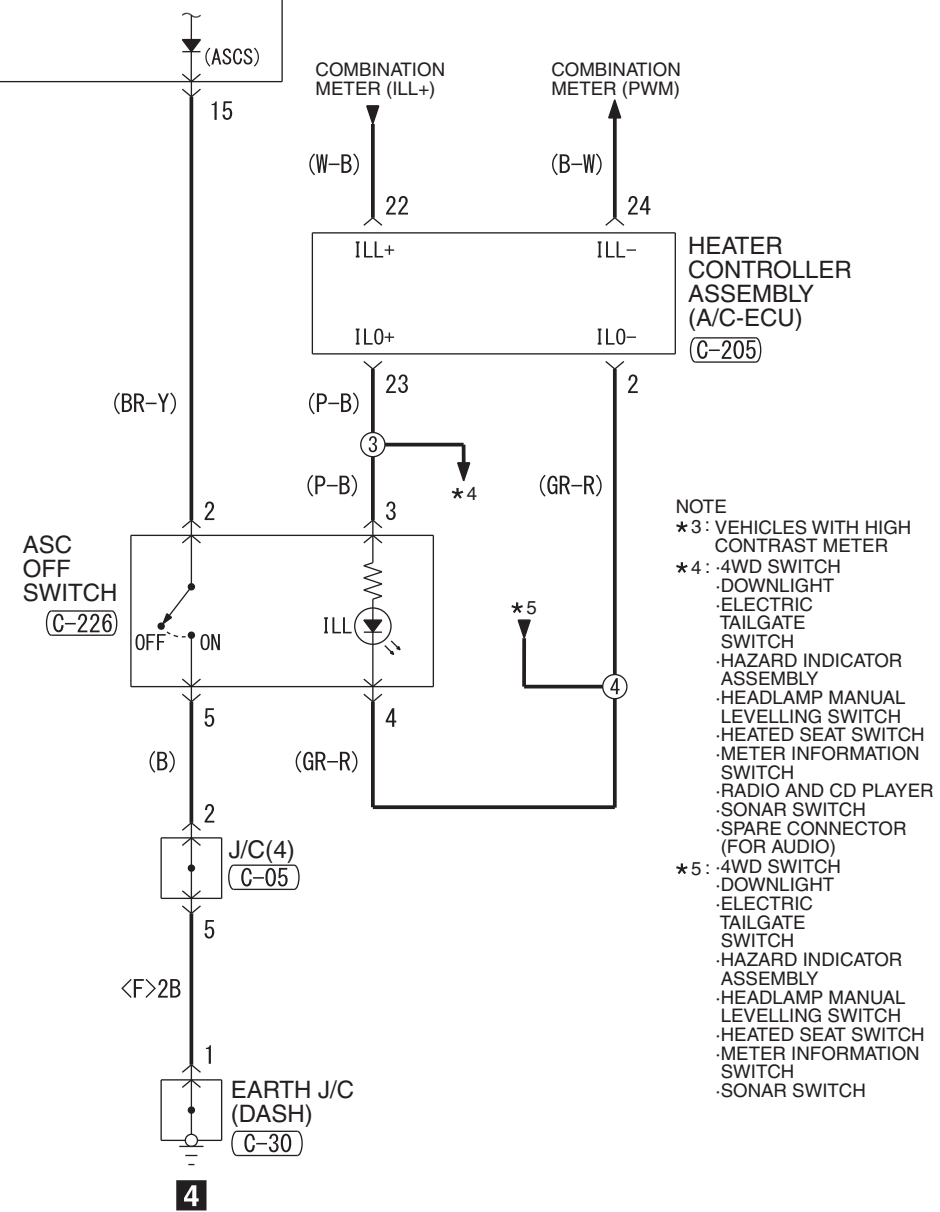 (ASCS)
15
COMBINATION
METER (ILL+)
COMBINATION
METER (PWM)
(W-B)
(B-W)
22
24
ILL+
ILL-
ILO+
ILO-
HEATER
CONTROLLER
ASSEMBLY
(A/C-ECU)
C-205
23
2
(BR-Y)
(P-B)
3
*4
(P-B)
(GR-R)
2
3
ASC
OFF
SWITCH
C-226
OFF
ON
ILL
*5
4
5
4
(B)
(GR-R)
2
J/C(4)
C-05
5
<F>2B
1
EARTH J/C
(DASH)
C-30
4
NOTE
*3: VEHICLES WITH HIGH
CONTRAST METER
*4: ·4WD SWITCH
·DOWNLIGHT
·ELECTRIC
TAILGATE
SWITCH
·HAZARD INDICATOR
ASSEMBLY
·HEADLAMP MANUAL
LEVELLING SWITCH
·HEATED SEAT SWITCH
·METER INFORMATION
SWITCH
·RADIO AND CD PLAYER
·SONAR SWITCH
·SPARE CONNECTOR
(FOR AUDIO)
*5: ·4WD SWITCH
·DOWNLIGHT
·ELECTRIC
TAILGATE
SWITCH
·HAZARD INDICATOR
ASSEMBLY
·HEADLAMP MANUAL
LEVELLING SWITCH
·HEATED SEAT SWITCH
·METER INFORMATION
SWITCH
·SONAR SWITCH